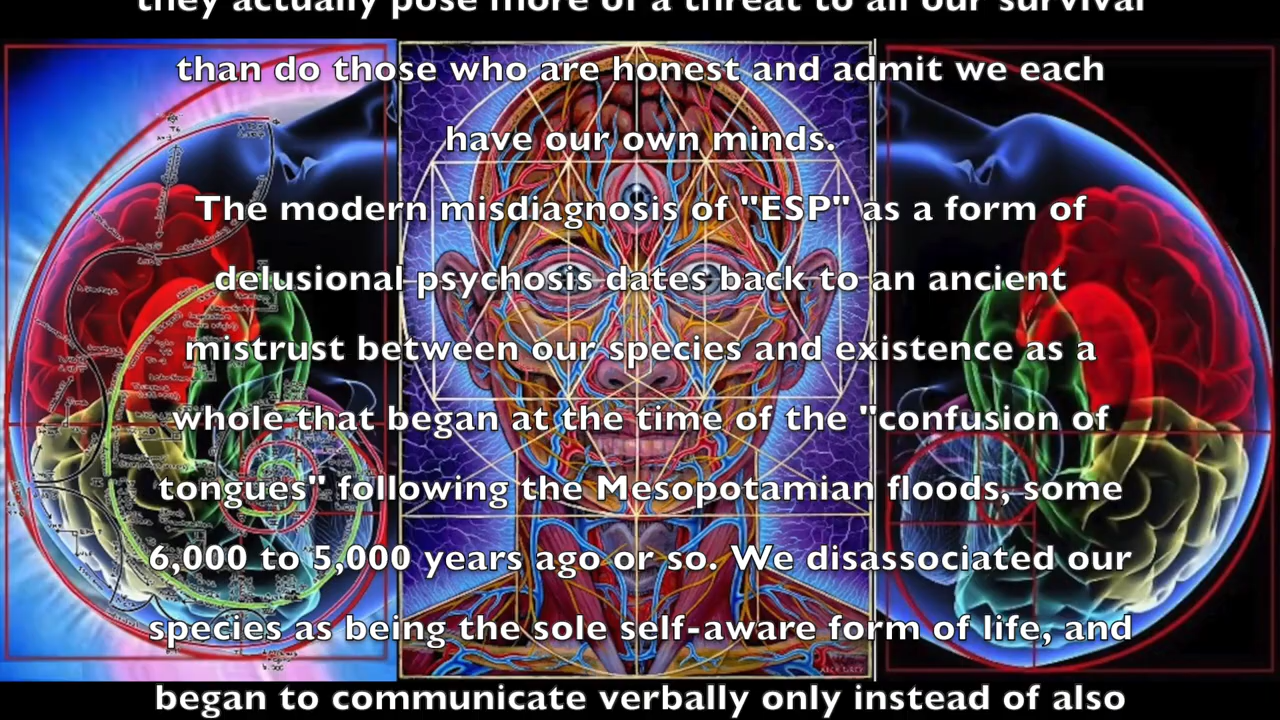 they actually pose more of a threat to all our survival
than do those who are honest and admit we each
have our own minds.
The modern misdiagnosis of "ESP" as a form of
delusional psychosis dates back to an ancient
mistrust between our species and existence as a
whole that began at the time of the "confusion of
tongues" following the Mesopotamian floods, some
6,000 to 5,000 years ago or so. We disassociated our
species as being the sole self-aware form of life, and
began to communicate verbally only instead of also